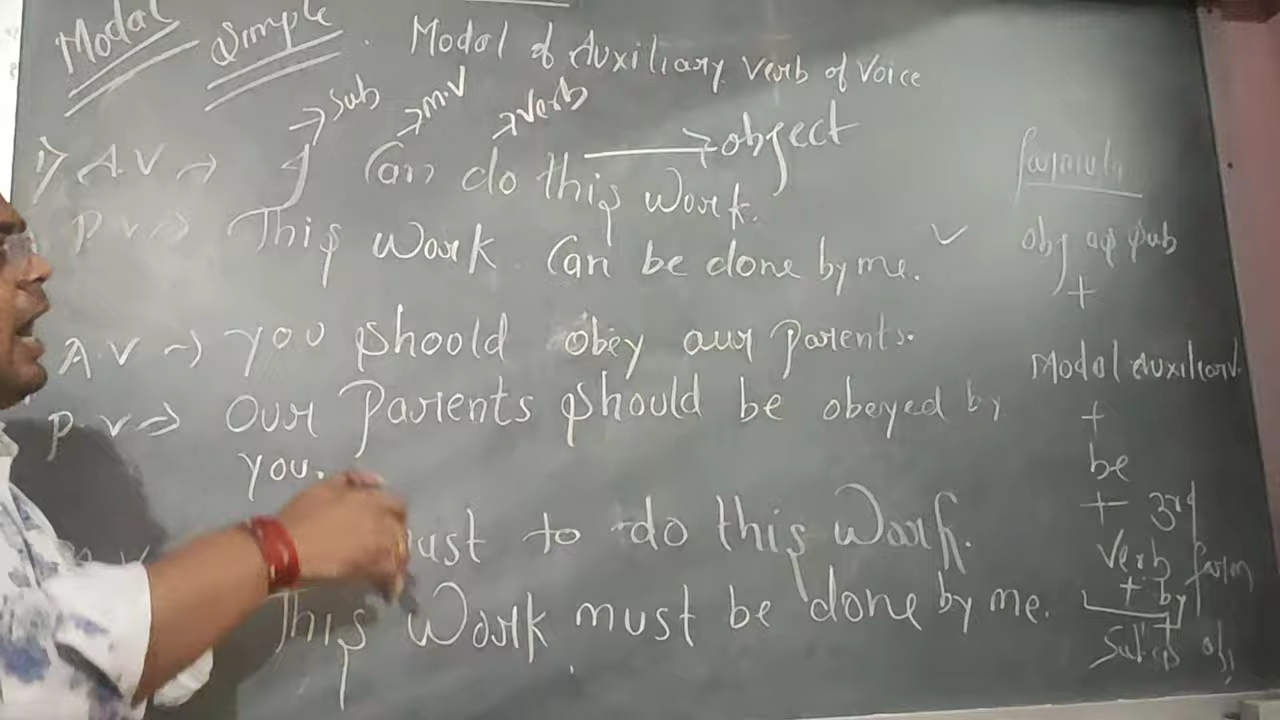 Modal Simple. Modal of Auxiliary Verb of Voice
→ Sub → M.V → Verb → object
1) A.V → I Can do this Work.
P.V → This Work Can be done by me. ✓
A.V → you shoold obey our parents.
P.V → Our Parents should be obeyed by
you.
A.V must to do this Work.
This Work must be done by me.
formula
obj as sub
+
Modal Auxiliary.
+
be
+ 3rd
Verb form
+ by
Sub as obj